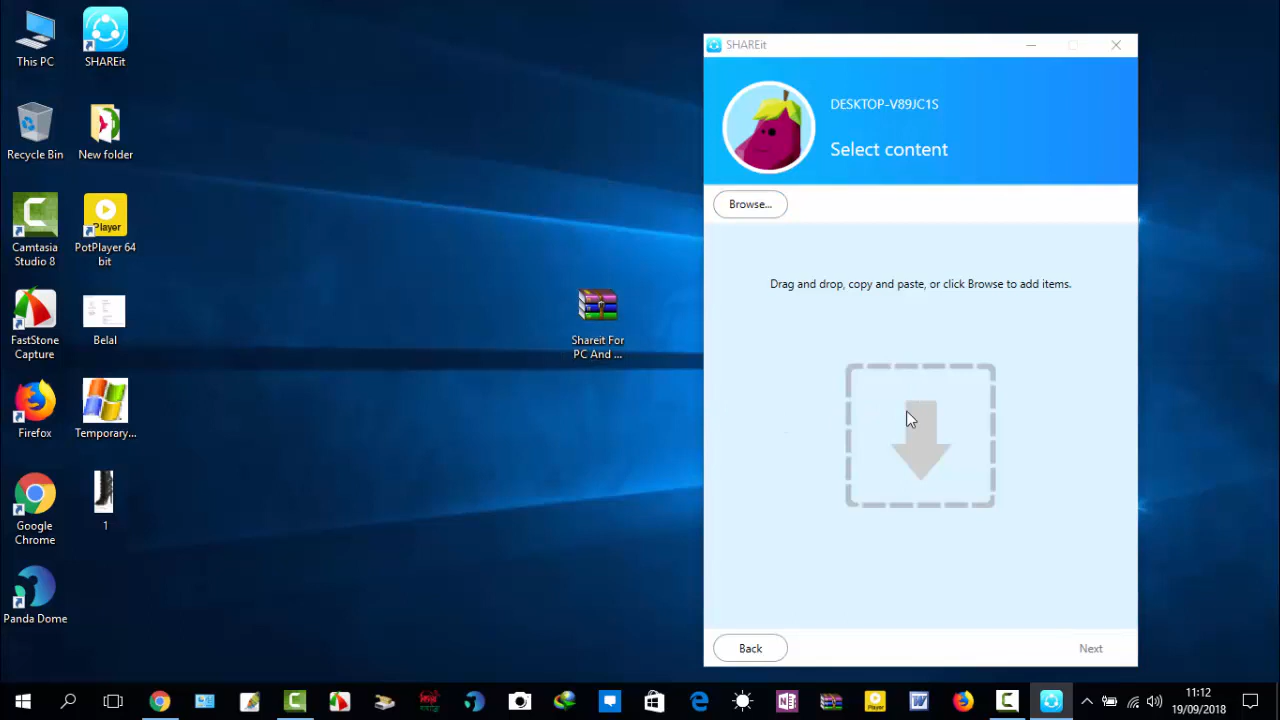 This PC
SHAREit
Recycle Bin
New folder
Camtasia
Studio 8
Player
PotPlayer 64
bit
FastStone
Capture
Belal
Firefox
Temporary...
Google
Chrome
1
Panda Dome
Shareit For
PC And ...
SHAREit
DESKTOP-V89JC1S
Select content
Browse...
Drag and drop, copy and paste, or click Browse to add items.
Back
Next
Player
11:12
19/09/2018